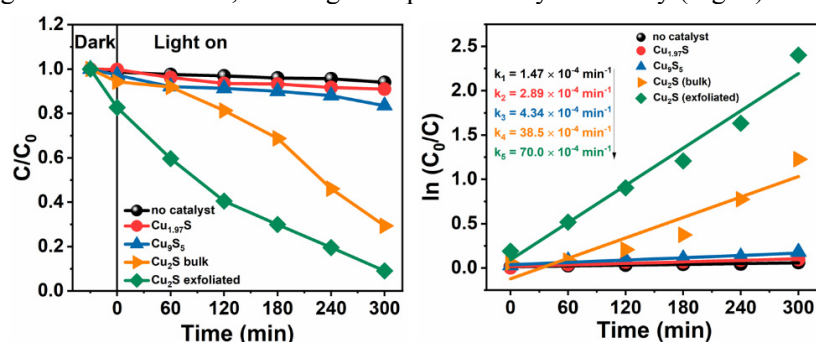 Dark
Light on
C/C₀
1.0
0.8
0.6
0.4
0.2
0.0
no catalyst
Cu₁.₉₇S
Cu₉S₅
Cu₂S bulk
Cu₂S exfoliated
0 60 120 180 240 300
Time (min)
ln (C₀/C)
2.5
2.0
1.5
1.0
0.5
0.0
k₁ = 1.47 × 10⁻⁴ min⁻¹
k₂ = 2.89 × 10⁻⁴ min⁻¹
k₃ = 4.34 × 10⁻⁴ min⁻¹
k₄ = 38.5 × 10⁻⁴ min⁻¹
k₅ = 70.0 × 10⁻⁴ min⁻¹
no catalyst
Cu₁.₉₇S
Cu₉S₅
Cu₂S (bulk)
Cu₂S (exfoliated)
0 60 120 180 240 300
Time (min)